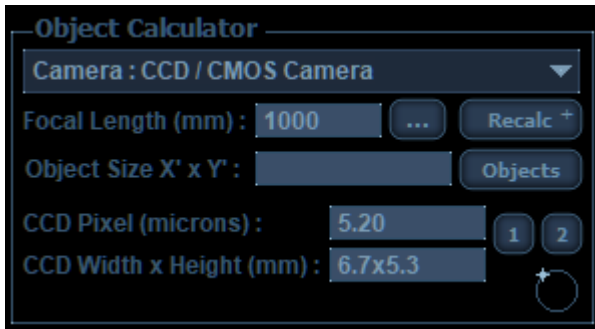 Object Calculator
Camera : CCD / CMOS Camera
Focal Length (mm) : 1000 ... Recalc +
Object Size X' x Y' : Objects
CCD Pixel (microns) : 5.20
1 2
CCD Width x Height (mm) : 6.7x5.3